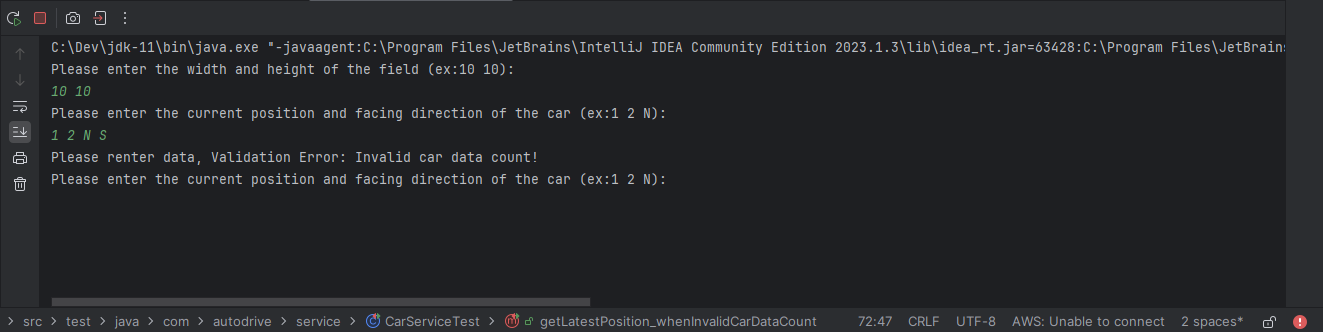 C:\Dev\jdk-11\bin\java.exe "-javaagent:C:\Program Files\JetBrains\IntelliJ IDEA Community Edition 2023.1.3\lib\idea_rt.jar=63428:C:\Program Files\JetBrains
Please enter the width and height of the field (ex:10 10):
10 10
Please enter the current position and facing direction of the car (ex:1 2 N):
1 2 N S
Please renter data, Validation Error: Invalid car data count!
Please enter the current position and facing direction of the car (ex:1 2 N):
src > test > java > com > autodrive > service > CarServiceTest > getLatestPosition_whenInvalidCarDataCount 72:47 CRLF UTF-8 AWS: Unable to connect 2 spaces*